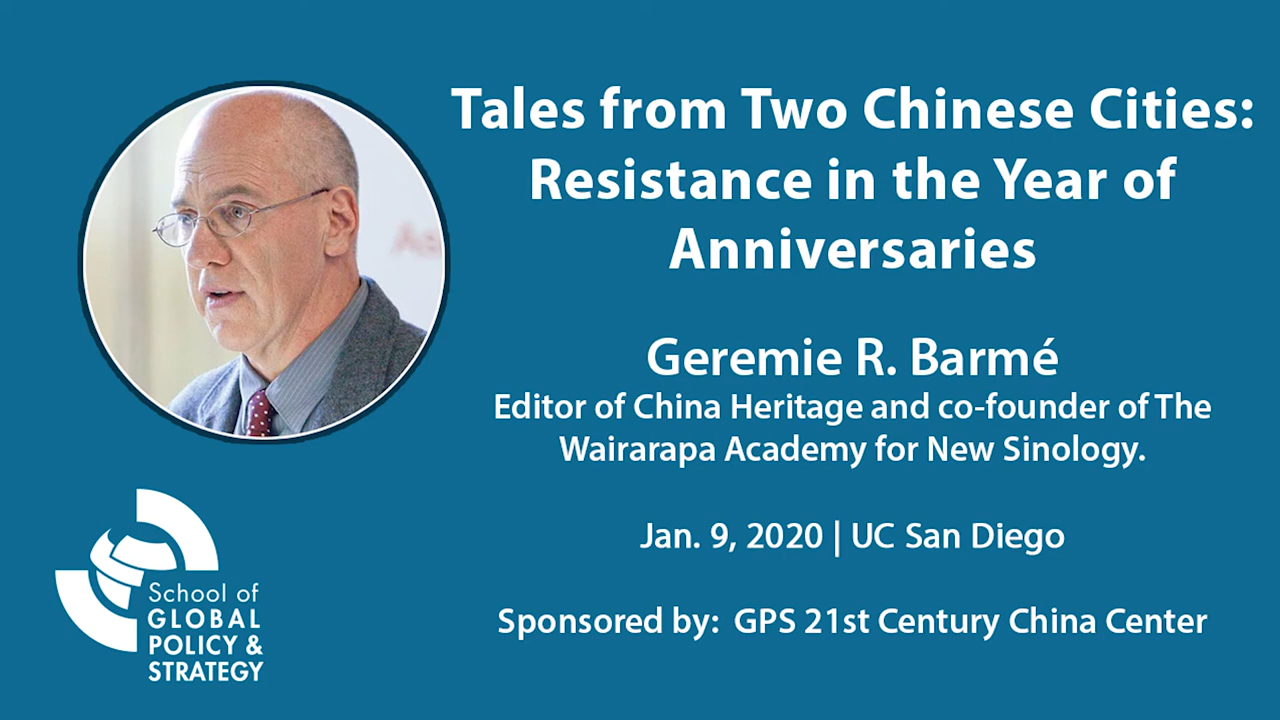 Tales from Two Chinese Cities:
Resistance in the Year of
Anniversaries
Geremie R. Barmé
Editor of China Heritage and co-founder of The
Wairarapa Academy for New Sinology.
Jan. 9, 2020 | UC San Diego
Sponsored by: GPS 21st Century China Center
School of
GLOBAL
POLICY &
STRATEGY